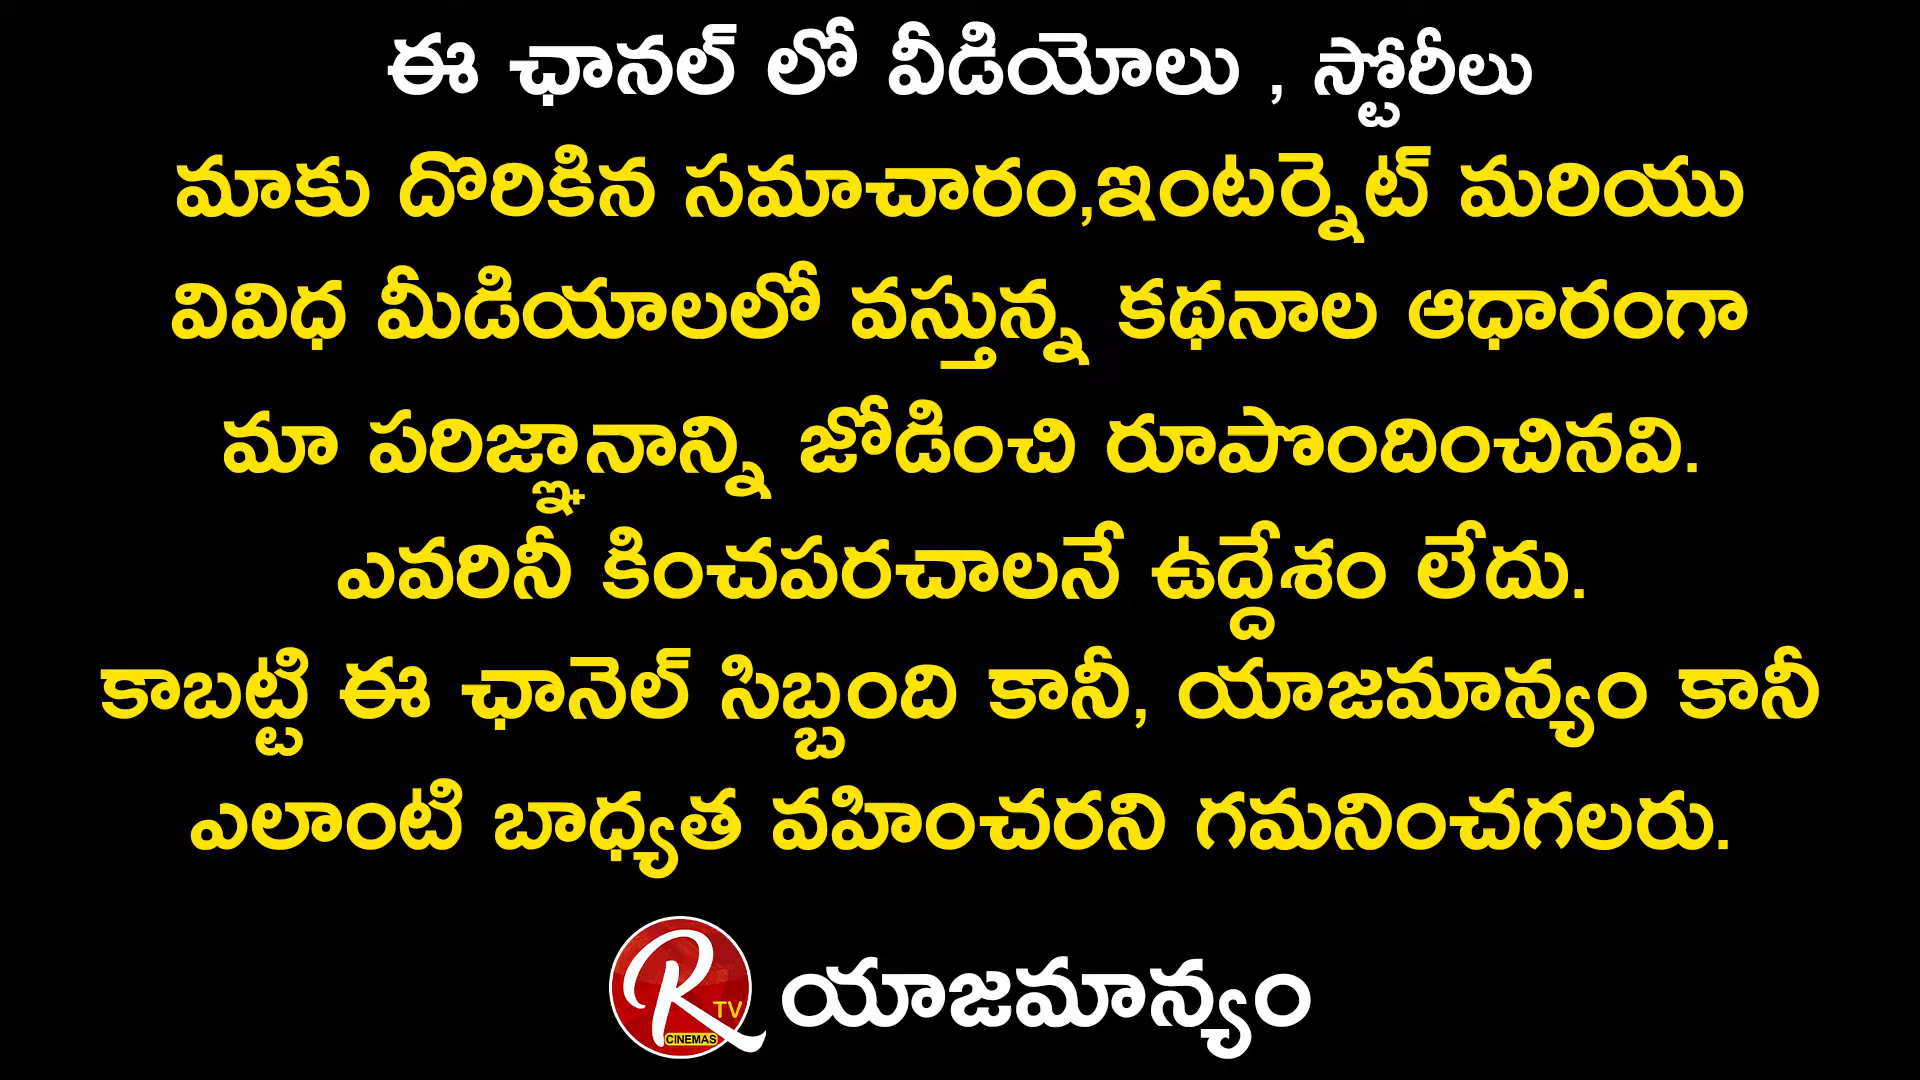 ఈ ఛానల్ లో వీడియోలు , స్టోరీలు
మాకు దొరికిన సమాచారం,ఇంటర్నెట్ మరియు
వివిధ మీడియాలలో వస్తున్న కథనాల ఆధారంగా
మా పరిజ్ఞానాన్ని జోడించి రూపొందించినవి.
ఎవరినీ కించపరచాలనే ఉద్దేశం లేదు.
కాబట్టి ఈ ఛానెల్ సిబ్బంది కానీ, యాజమాన్యం కానీ
ఎలాంటి బాధ్యత వహించరని గమనించగలరు.
R TV CINEMAS యాజమాన్యం